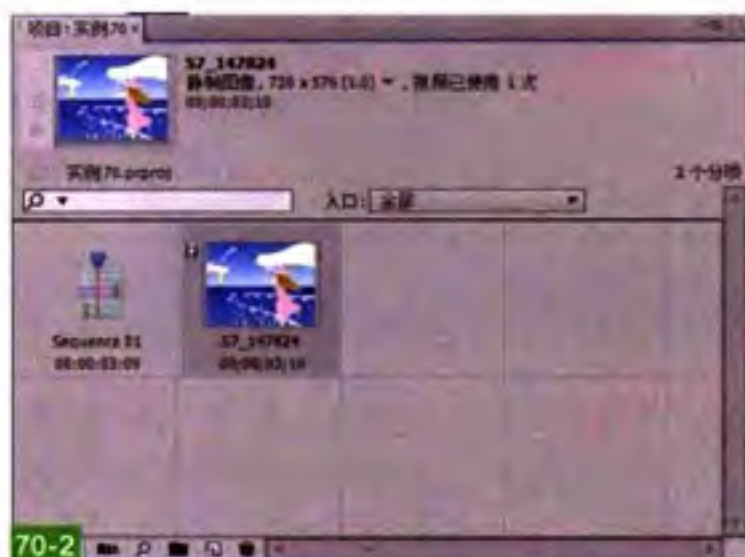 项目:实例70 ×
57_147824
静制图像, 720 x 576 (1.0) ▼ , 视频已使用 1 次
00;00;03;10
实例70.prproj
2个分项
入口: 全部
Sequence 01
57_147824
00:00:03:09
00;00;03;10
70-2